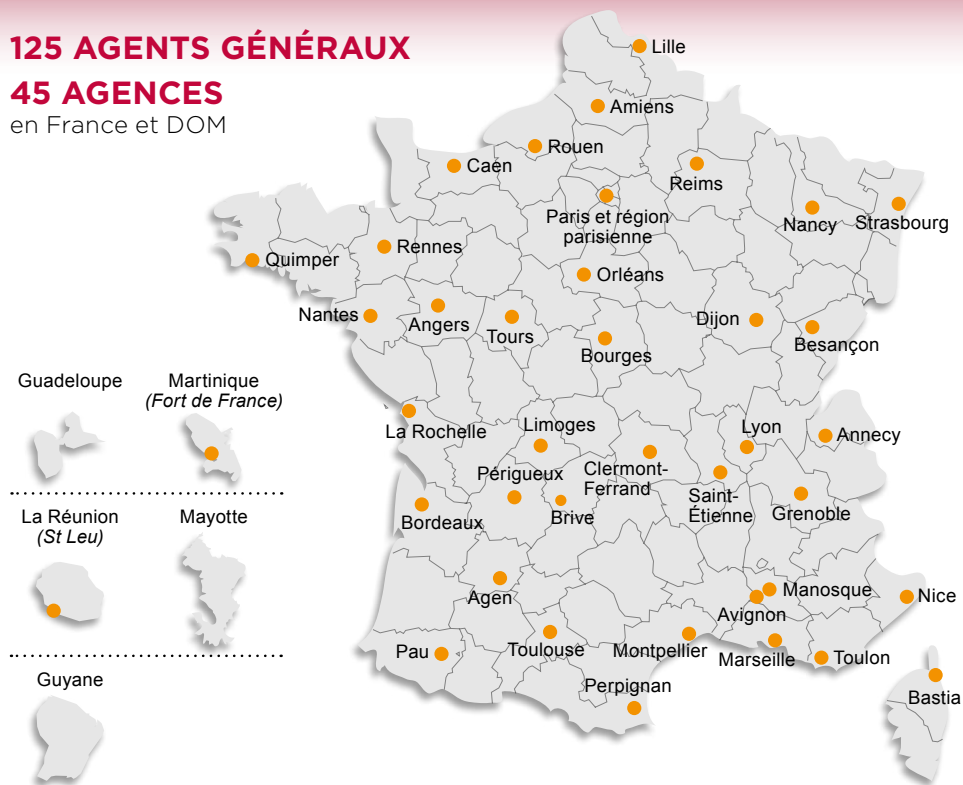 125 AGENTS GÉNÉRAUX
45 AGENCES
en France et DOM
Lille
Amiens
Rouen
Caen
Reims
Paris et région
parisienne
Nancy
Strasbourg
Rennes
Quimper
Orléans
Nantes
Angers
Tours
Bourges
Dijon
Besançon
La Rochelle
Limoges
Lyon
Annecy
Périgueux
Clermont-
Ferrand
Saint-
Étienne
Grenoble
Bordeaux
Brive
Agen
Manosque
Avignon
Nice
Pau
Toulouse
Montpellier
Marseille
Toulon
Perpignan
Bastia
Guadeloupe
Martinique
(Fort de France)
La Réunion
(St Leu)
Mayotte
Guyane